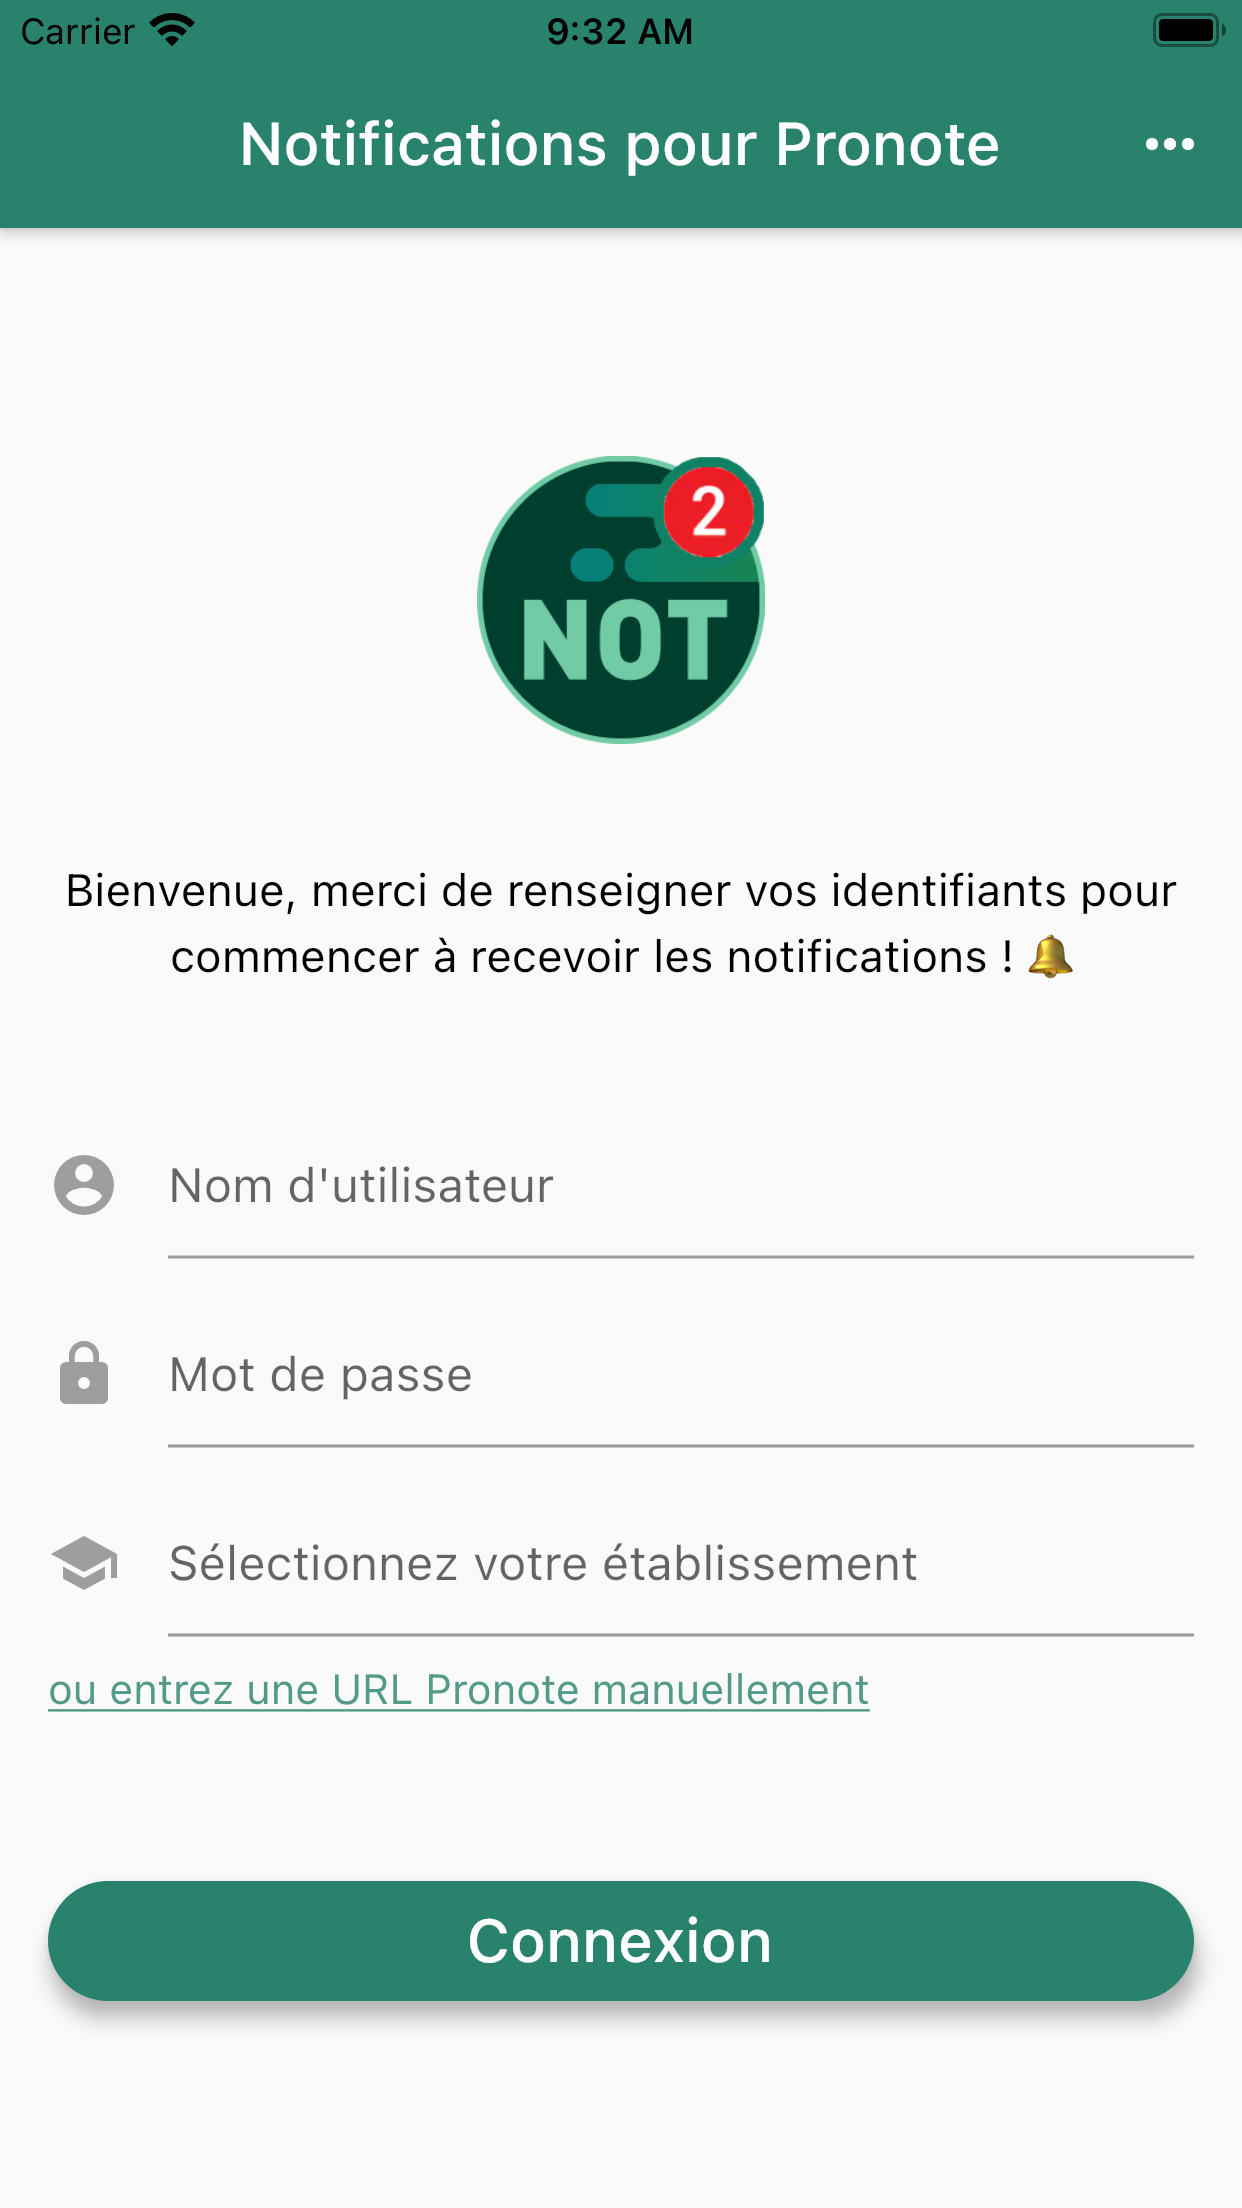 Carrier 9:32 AM
Notifications pour Pronote
2
NOT
Bienvenue, merci de renseigner vos identifiants pour
commencer à recevoir les notifications ! 🔔
Nom d'utilisateur
Mot de passe
Sélectionnez votre établissement
ou entrez une URL Pronote manuellement
Connexion